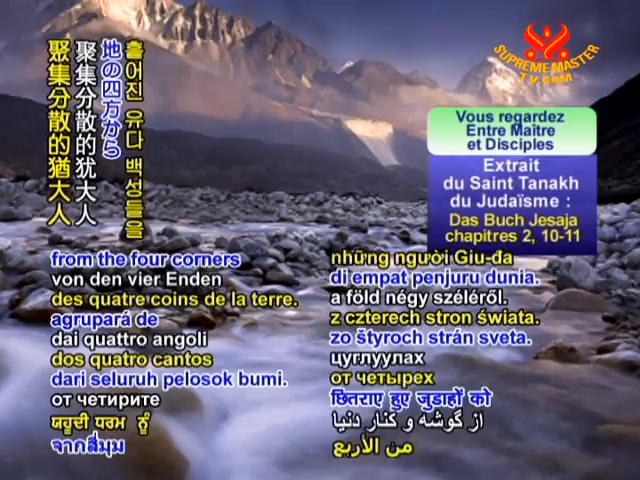 聚集分散的猶大人
聚集分散的犹大人
地の四方から
흩어진 유다 백성들을
SUPREME MASTER
TV.COM
Vous regardez
Entre Maître
et Disciples
Extrait
du Saint Tanakh
du Judaïsme :
Das Buch Jesaja
chapitres 2, 10-11
from the four corners
von den vier Enden
des quatre coins de la terre.
agrupará de
dai quattro angoli
dos quatro cantos
dari seluruh pelosok bumi.
от четирите
ਯਹੂਦੀ ਧਰਮ ਨੂੰ
จากสี่มุม
những người Giu-đa
di empat penjuru dunia.
a föld négy széléről.
z czterech stron świata.
zo štyroch strán sveta.
цуглуулах
от четырех
छितराए हुए जुडाहों को
از گوشه و کنار دنیا
من الأربع